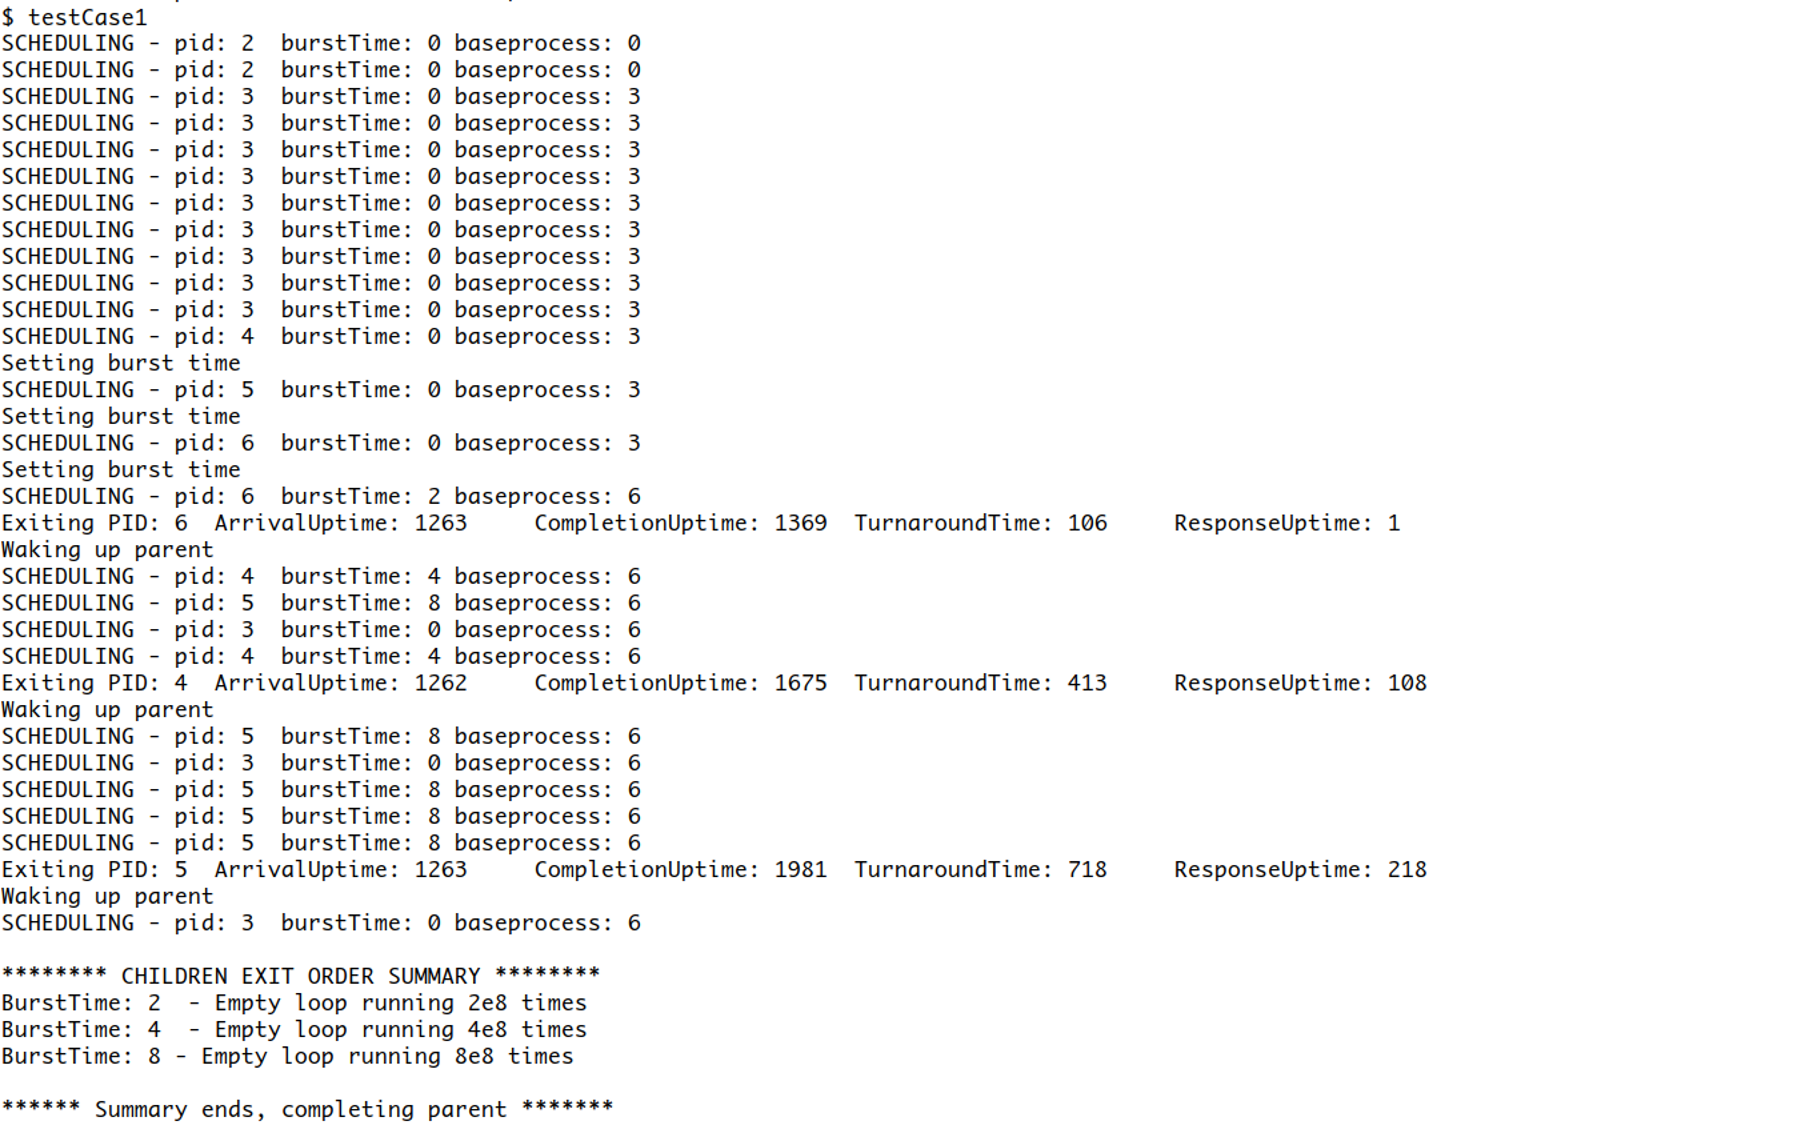 $ testCase1
SCHEDULING - pid: 2  burstTime: 0 baseprocess: 0
SCHEDULING - pid: 2  burstTime: 0 baseprocess: 0
SCHEDULING - pid: 3  burstTime: 0 baseprocess: 3
SCHEDULING - pid: 3  burstTime: 0 baseprocess: 3
SCHEDULING - pid: 3  burstTime: 0 baseprocess: 3
SCHEDULING - pid: 3  burstTime: 0 baseprocess: 3
SCHEDULING - pid: 3  burstTime: 0 baseprocess: 3
SCHEDULING - pid: 3  burstTime: 0 baseprocess: 3
SCHEDULING - pid: 3  burstTime: 0 baseprocess: 3
SCHEDULING - pid: 3  burstTime: 0 baseprocess: 3
SCHEDULING - pid: 3  burstTime: 0 baseprocess: 3
SCHEDULING - pid: 4  burstTime: 0 baseprocess: 3
Setting burst time
SCHEDULING - pid: 5  burstTime: 0 baseprocess: 3
Setting burst time
SCHEDULING - pid: 6  burstTime: 0 baseprocess: 3
Setting burst time
SCHEDULING - pid: 6  burstTime: 2 baseprocess: 6
Exiting PID: 6  ArrivalUptime: 1263     CompletionUptime: 1369  TurnaroundTime: 106     ResponseUptime: 1
Waking up parent
SCHEDULING - pid: 4  burstTime: 4 baseprocess: 6
SCHEDULING - pid: 5  burstTime: 8 baseprocess: 6
SCHEDULING - pid: 3  burstTime: 0 baseprocess: 6
SCHEDULING - pid: 4  burstTime: 4 baseprocess: 6
Exiting PID: 4  ArrivalUptime: 1262     CompletionUptime: 1675  TurnaroundTime: 413     ResponseUptime: 108
Waking up parent
SCHEDULING - pid: 5  burstTime: 8 baseprocess: 6
SCHEDULING - pid: 3  burstTime: 0 baseprocess: 6
SCHEDULING - pid: 5  burstTime: 8 baseprocess: 6
SCHEDULING - pid: 5  burstTime: 8 baseprocess: 6
SCHEDULING - pid: 5  burstTime: 8 baseprocess: 6
Exiting PID: 5  ArrivalUptime: 1263     CompletionUptime: 1981  TurnaroundTime: 718     ResponseUptime: 218
Waking up parent
SCHEDULING - pid: 3  burstTime: 0 baseprocess: 6
******** CHILDREN EXIT ORDER SUMMARY ********
BurstTime: 2  - Empty loop running 2e8 times
BurstTime: 4  - Empty loop running 4e8 times
BurstTime: 8 - Empty loop running 8e8 times
****** Summary ends, completing parent *******